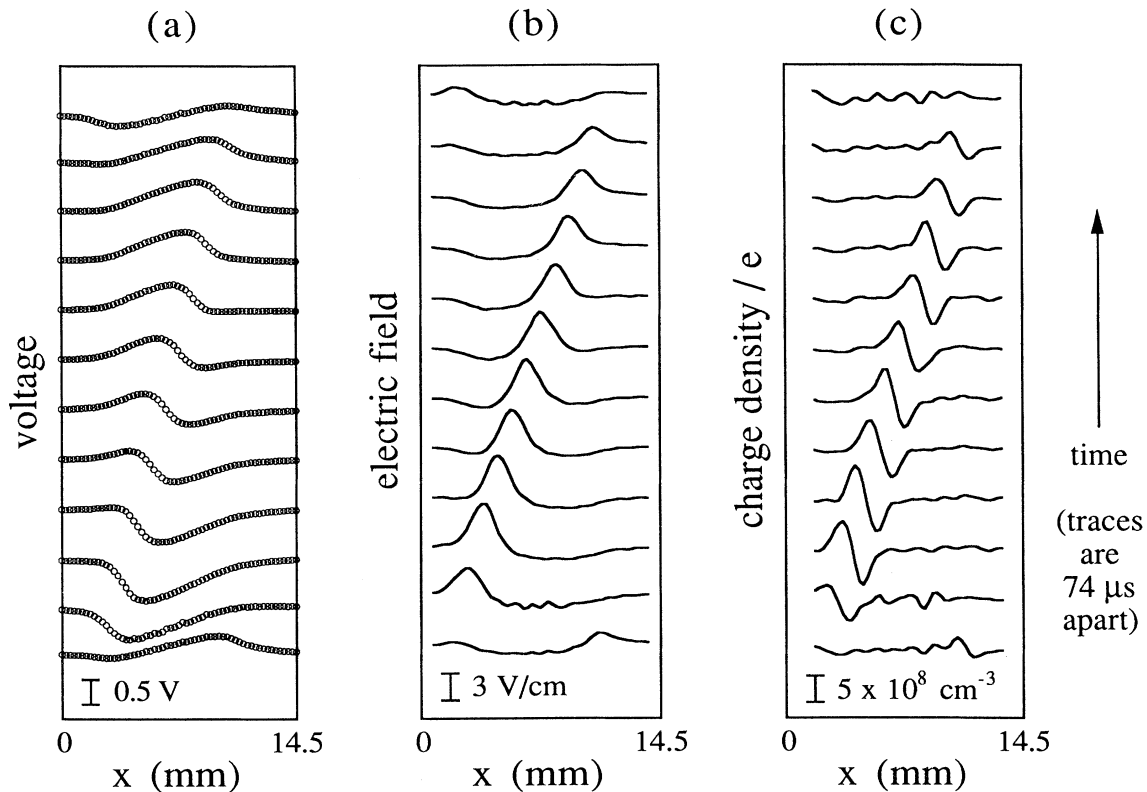 (a)
(b)
(c)
voltage
electric field
charge density / e
0.5 V
3 V/cm
5 x 10⁸ cm⁻³
0
14.5
0
14.5
0
14.5
x (mm)
x (mm)
x (mm)
time
(traces
are
74 μs
apart)